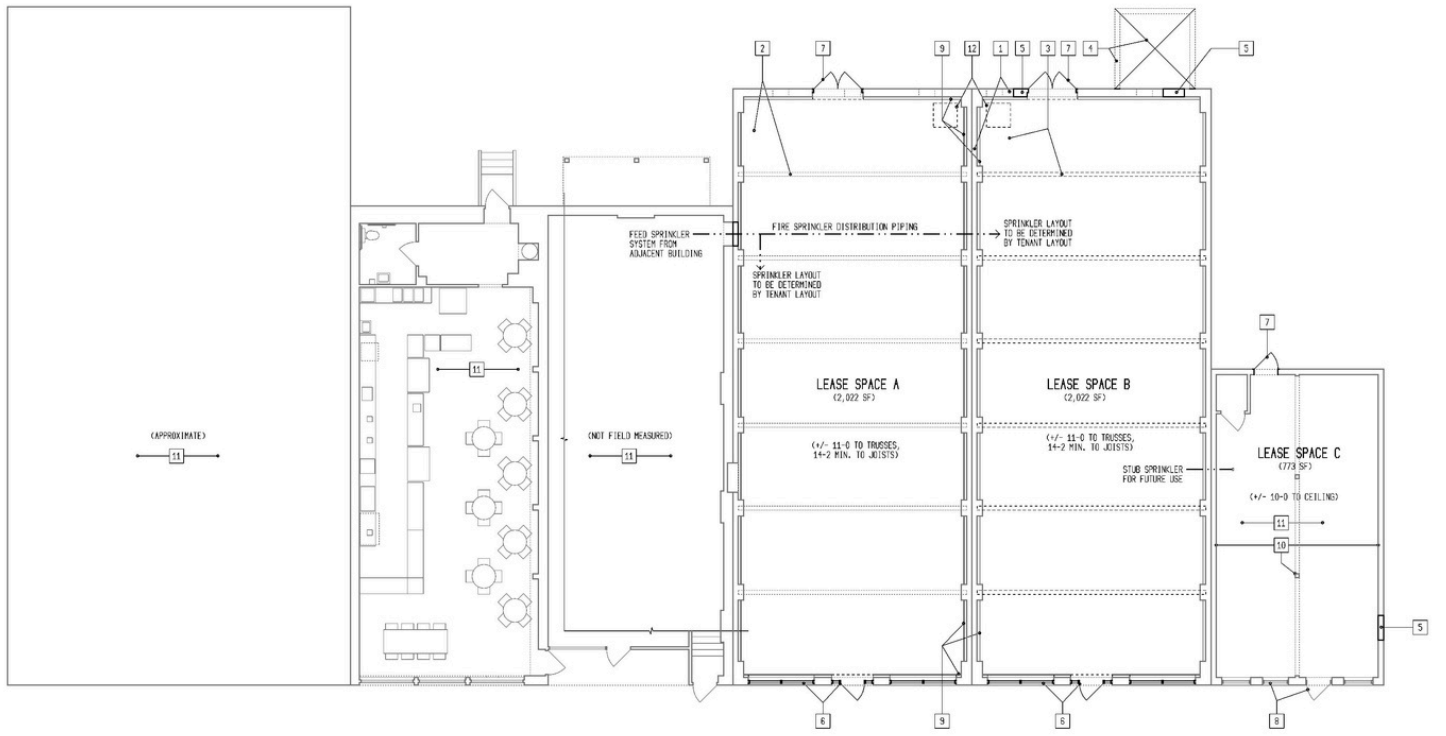 2
7
9
12
1
5
3
7
4
5
FEED SPRINKLER
SYSTEM FROM
ADJACENT BUILDING
FIRE SPRINKLER DISTRIBUTION PIPING
SPRINKLER LAYOUT
TO BE DETERMINED
BY TENANT LAYOUT
SPRINKLER LAYOUT
TO BE DETERMINED
BY TENANT LAYOUT
7
11
LEASE SPACE A
(2,022 SF)
LEASE SPACE B
(2,022 SF)
(APPROXIMATE)
11
(NOT FIELD MEASURED)
11
(+/- 11-0 TO TRUSSES,
14-2 MIN. TO JOISTS)
(+/- 11-0 TO TRUSSES,
14-2 MIN. TO JOISTS)
STUB SPRINKLER
FOR FUTURE USE
LEASE SPACE C
(773 SF)
(+/- 10-0 TO CEILING)
11
10
5
6
9
6
8